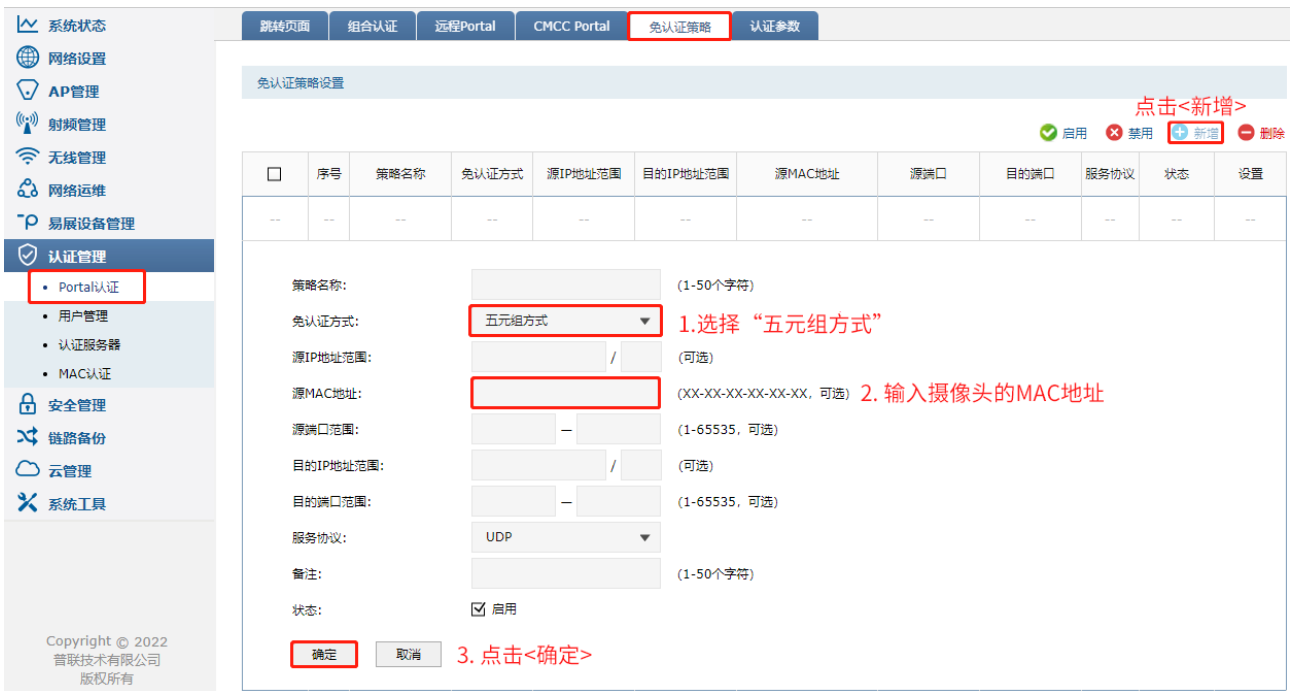 系统状态
网络设置
AP管理
射频管理
无线管理
网络运维
易展设备管理
认证管理
• Portal认证
• 用户管理
• 认证服务器
• MAC认证
安全管理
链路备份
云管理
系统工具
Copyright © 2022
普联技术有限公司
版权所有
跳转页面 组合认证 远程Portal CMCC Portal 免认证策略 认证参数
免认证策略设置
点击<新增>
启用 禁用 新增 删除
序号 策略名称 免认证方式 源IP地址范围 目的IP地址范围 源MAC地址 源端口 目的端口 服务协议 状态 设置
-- -- -- -- -- -- -- -- -- -- -- --
策略名称: (1-50个字符)
免认证方式: 五元组方式 1.选择“五元组方式”
源IP地址范围: / (可选)
源MAC地址: (XX-XX-XX-XX-XX-XX, 可选) 2. 输入摄像头的MAC地址
源端口范围: — (1-65535, 可选)
目的IP地址范围: / (可选)
目的端口范围: — (1-65535, 可选)
服务协议: UDP
备注: (1-50个字符)
状态: 启用
确定 取消 3. 点击<确定>